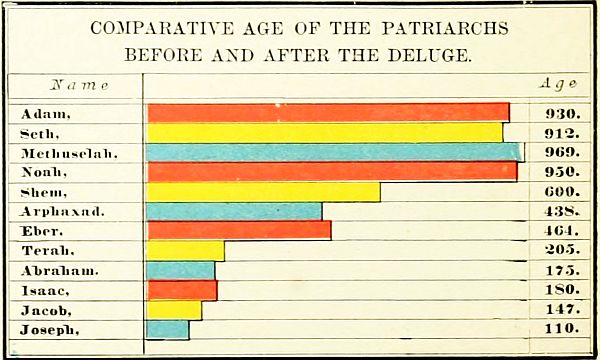 COMPARATIVE AGE OF THE PATRIARCHS
BEFORE AND AFTER THE DELUGE.
Name Age
Adam, 930.
Seth, 912.
Methuselah, 969.
Noah, 950.
Shem, 600.
Arphaxad. 438.
Eber. 464.
Terah, 205.
Abraham. 175.
Isaac, 180.
Jacob, 147.
Joseph, 110.